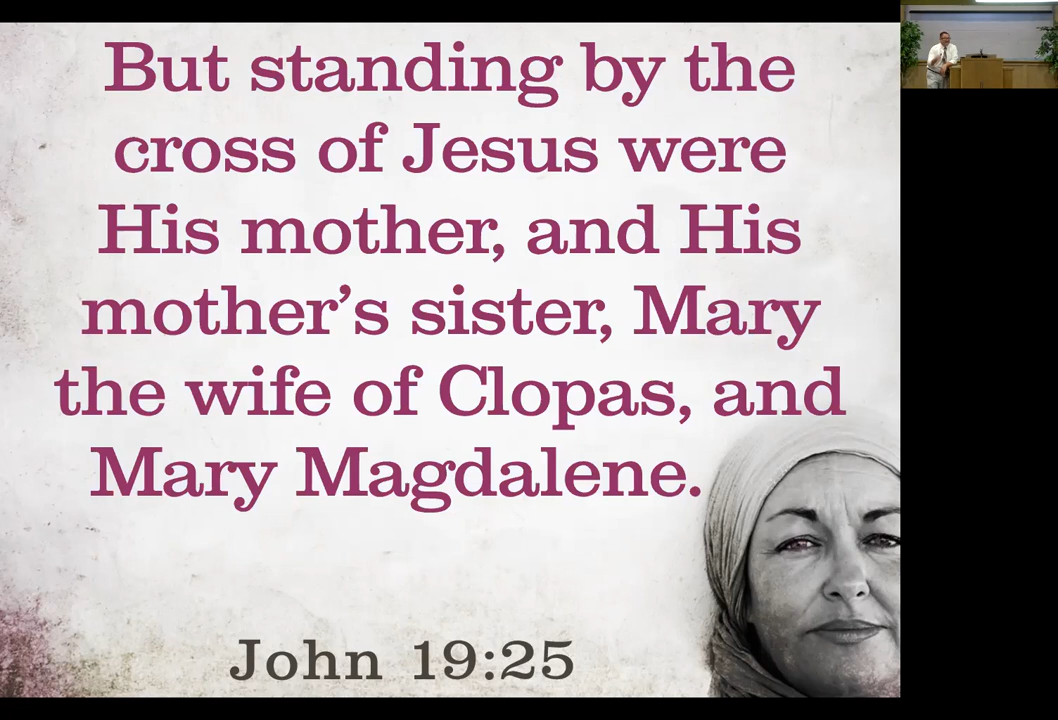 But standing by the
cross of Jesus were
His mother, and His
mother’s sister, Mary
the wife of Clopas, and
Mary Magdalene.
John 19:25